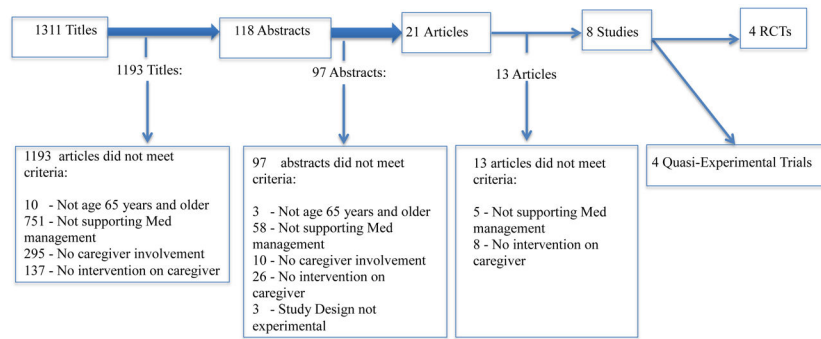 1311 Titles
118 Abstracts
21 Articles
8 Studies
4 RCTs
1193 Titles:
97 Abstracts:
13 Articles
1193 articles did not meet
criteria:
10 - Not age 65 years and older
751 - Not supporting Med
management
295 - No caregiver involvement
137 - No intervention on caregiver
97 abstracts did not meet
criteria:
3 - Not age 65 years and older
58 - Not supporting Med
management
10 - No caregiver involvement
26 - No intervention on
caregiver
3 - Study Design not
experimental
13 articles did not meet
criteria:
5 - Not supporting Med
management
8 - No intervention on
caregiver
4 Quasi-Experimental Trials